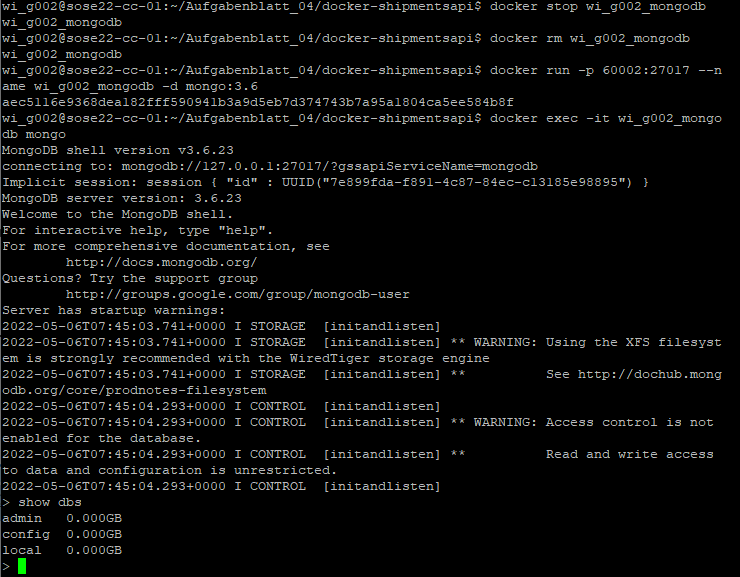 wi_g002@sose22-cc-01:~/Aufgabenblatt_04/docker-shipmentsapi$ docker stop wi_g002_mongodb
wi_g002_mongodb
wi_g002@sose22-cc-01:~/Aufgabenblatt_04/docker-shipmentsapi$ docker rm wi_g002_mongodb
wi_g002_mongodb
wi_g002@sose22-cc-01:~/Aufgabenblatt_04/docker-shipmentsapi$ docker run -p 60002:27017 --n
ame wi_g002_mongodb -d mongo:3.6
aec5116e9368dea182fff590941b3a9d5eb7d374743b7a95a1804ca5ee584b8f
wi_g002@sose22-cc-01:~/Aufgabenblatt_04/docker-shipmentsapi$ docker exec -it wi_g002_mongo
db mongo
MongoDB shell version v3.6.23
connecting to: mongodb://127.0.0.1:27017/?gssapiServiceName=mongodb
Implicit session: session { "id" : UUID("7e899fda-f891-4c87-84ec-c13185e98895") }
MongoDB server version: 3.6.23
Welcome to the MongoDB shell.
For interactive help, type "help".
For more comprehensive documentation, see
        http://docs.mongodb.org/
Questions? Try the support group
        http://groups.google.com/group/mongodb-user
Server has startup warnings:
2022-05-06T07:45:03.741+0000 I STORAGE  [initandlisten]
2022-05-06T07:45:03.741+0000 I STORAGE  [initandlisten] ** WARNING: Using the XFS filesyst
em is strongly recommended with the WiredTiger storage engine
2022-05-06T07:45:03.741+0000 I STORAGE  [initandlisten] **          See http://dochub.mong
odb.org/core/prodnotes-filesystem
2022-05-06T07:45:04.293+0000 I CONTROL  [initandlisten]
2022-05-06T07:45:04.293+0000 I CONTROL  [initandlisten] ** WARNING: Access control is not
enabled for the database.
2022-05-06T07:45:04.293+0000 I CONTROL  [initandlisten] **          Read and write access
to data and configuration is unrestricted.
2022-05-06T07:45:04.293+0000 I CONTROL  [initandlisten]
> show dbs
admin   0.000GB
config  0.000GB
local   0.000GB
>